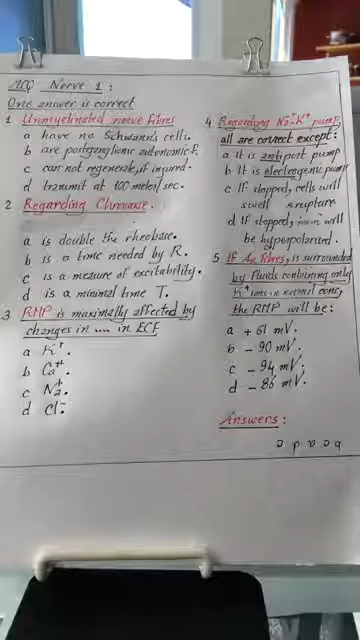 MCQ Nerve 1:
One answer is correct
1 Unmyelinated nerve fibres
a have no Schwann's cells.
b are postganglionic autonomic f.
c can not regenerate, if injured.
d transmit at 100 meter/sec.
2 Regarding Chronaxie.
a is double the rheobase.
b is a time needed by R.
c is a mesure of excitability.
d is a minimal time T.
3 RMP is maximally affected by
changes in .... in ECF
a K⁺.
b Ca⁺⁺.
c Na⁺.
d Cl⁻.
4 Regarding Na⁺-K⁺ pump,
all are correct except:
a It is antiport pump
b It is electrogenic pump
c If stopped, cells will
swell & rupture
d If stopped, will
be hyperpolarised.
5 If fibres, is surrounded
by fluids containing only
K⁺ ions in normal conc,
the RMP will be:
a + 61 mV.
b - 90 mV.
c - 94 mV.
d - 86 mV.
Answers:
b c a d c